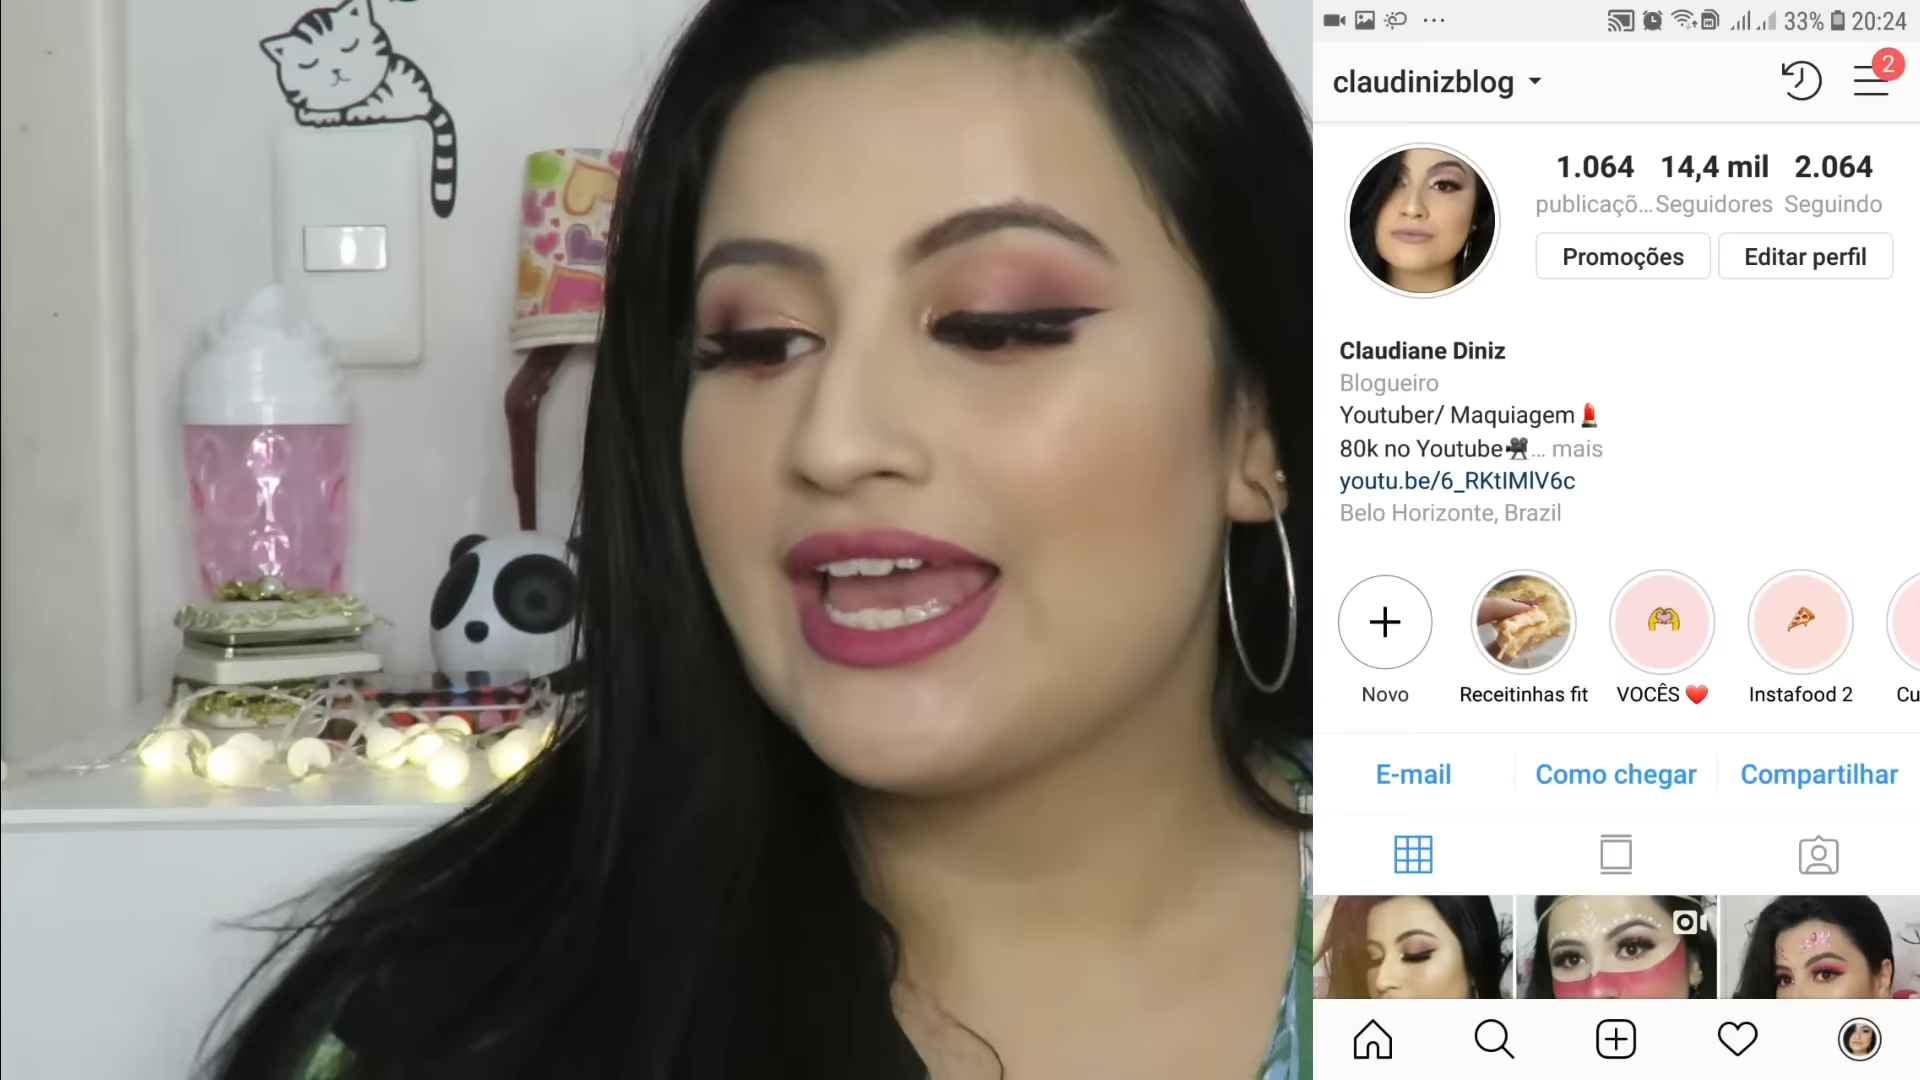 33% 20:24
claudinizblog
2
1.064 14,4 mil 2.064
publicaçõ... Seguidores Seguindo
Promoções Editar perfil
Claudiane Diniz
Blogueiro
Youtuber/ Maquiagem💄
80k no Youtube🎥... mais
youtu.be/6_RKtIMlV6c
Belo Horizonte, Brazil
Novo Receitinhas fit VOCÊS ❤️ Instafood 2 Cu
E-mail Como chegar Compartilhar